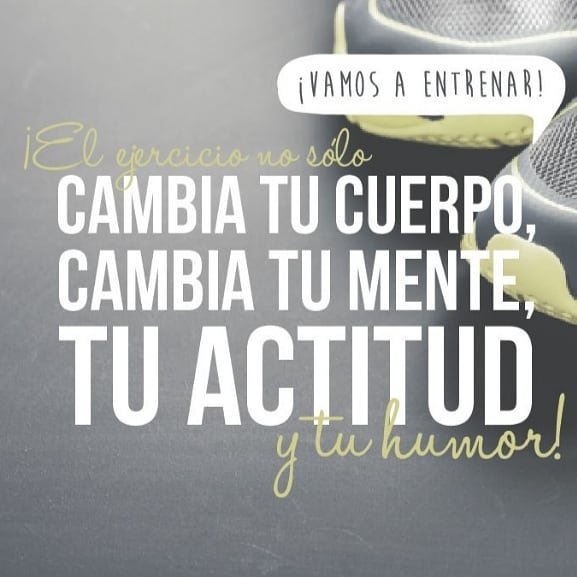 ¡VAMOS A ENTRENAR!
¡El ejercicio no sólo
CAMBIA TU CUERPO,
CAMBIA TU MENTE,
TU ACTITUD
y tu humor!